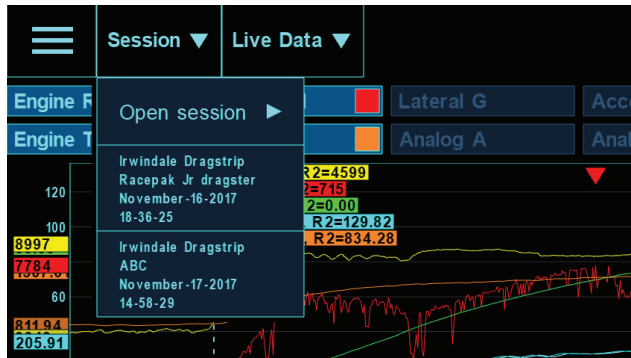 Session ▼ Live Data ▼
Engine Lateral G Acc
Open session ►
Engine T Analog A Anal
Irwindale Dragstrip
Racepak Jr dragster
November-16-2017
18-36-25
Irwindale Dragstrip
ABC
November-17-2017
14-58-29
R2=4599
2=715
2=0.00
R2=129.82
R2=834.28
120
100
8997
7784
60
811.94
205.91